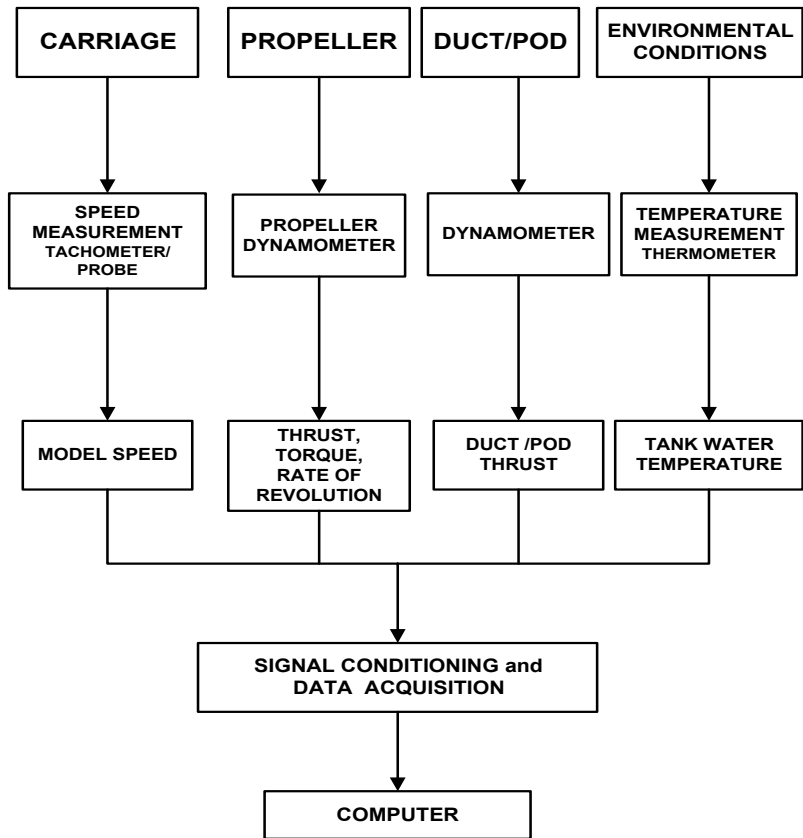 CARRIAGE
PROPELLER
DUCT/POD
ENVIRONMENTAL
CONDITIONS
SPEED
MEASUREMENT
TACHOMETER/
PROBE
PROPELLER
DYNAMOMETER
DYNAMOMETER
TEMPERATURE
MEASUREMENT
THERMOMETER
MODEL SPEED
THRUST,
TORQUE,
RATE OF
REVOLUTION
DUCT /POD
THRUST
TANK WATER
TEMPERATURE
SIGNAL CONDITIONING and
DATA ACQUISITION
COMPUTER